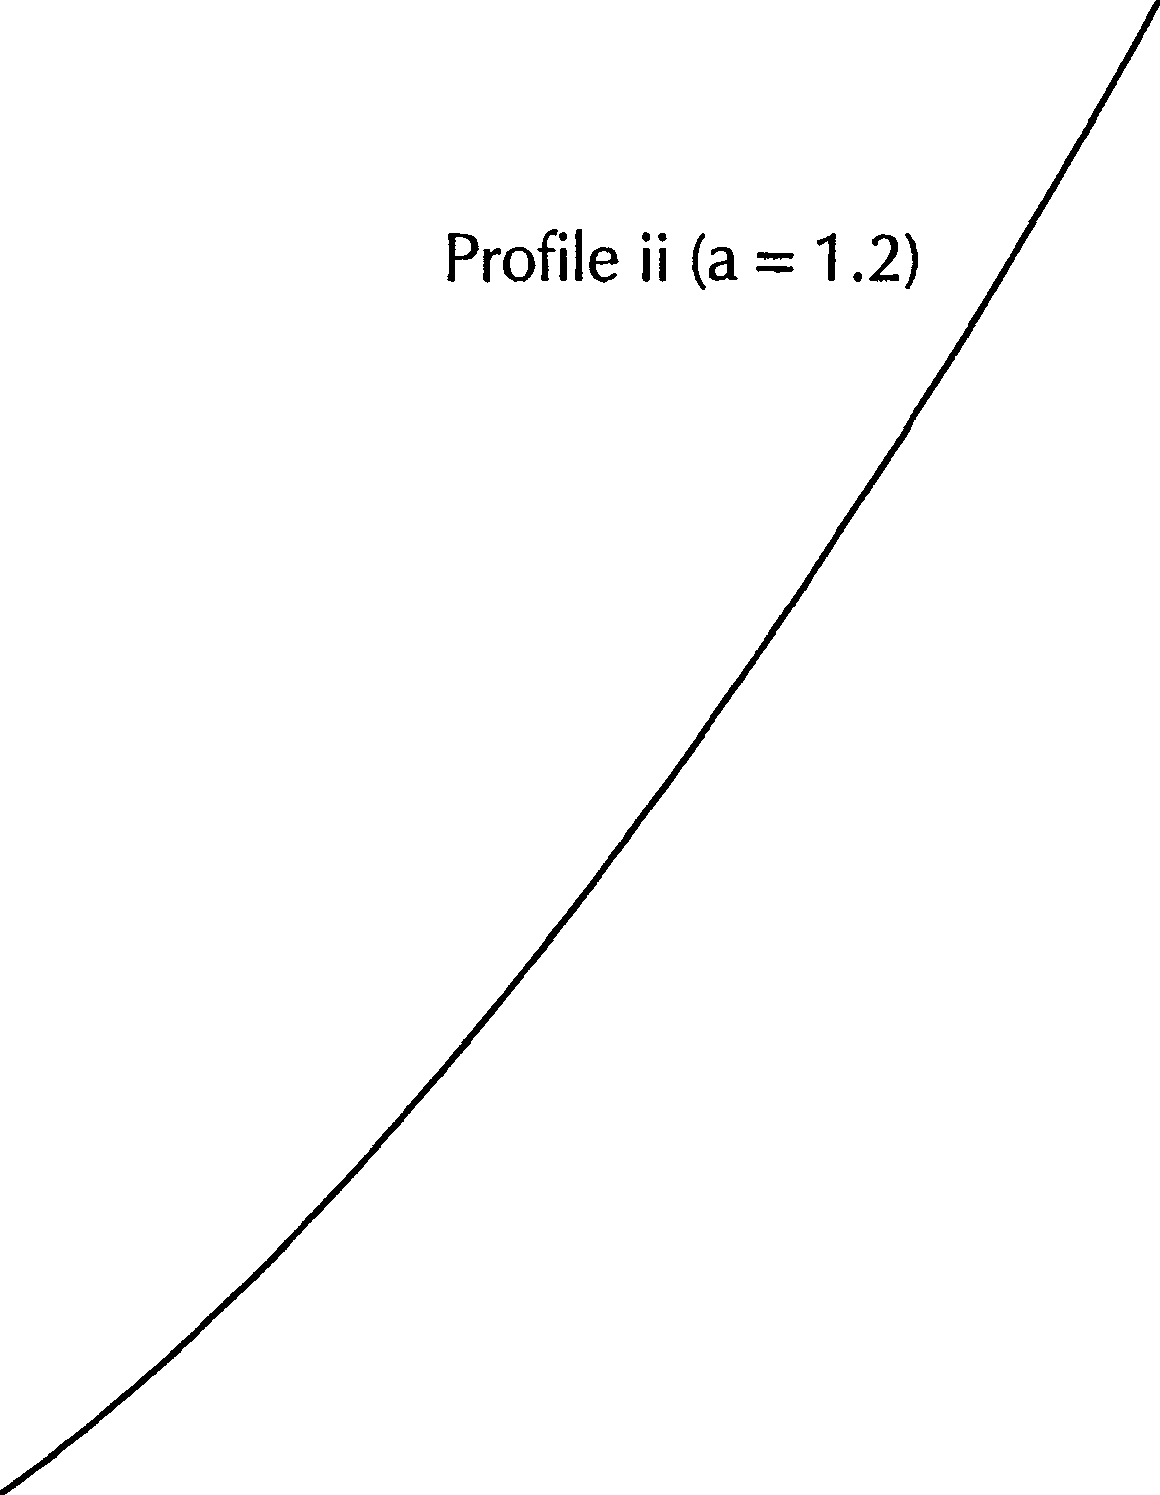 Profile ii (a = 1.2)